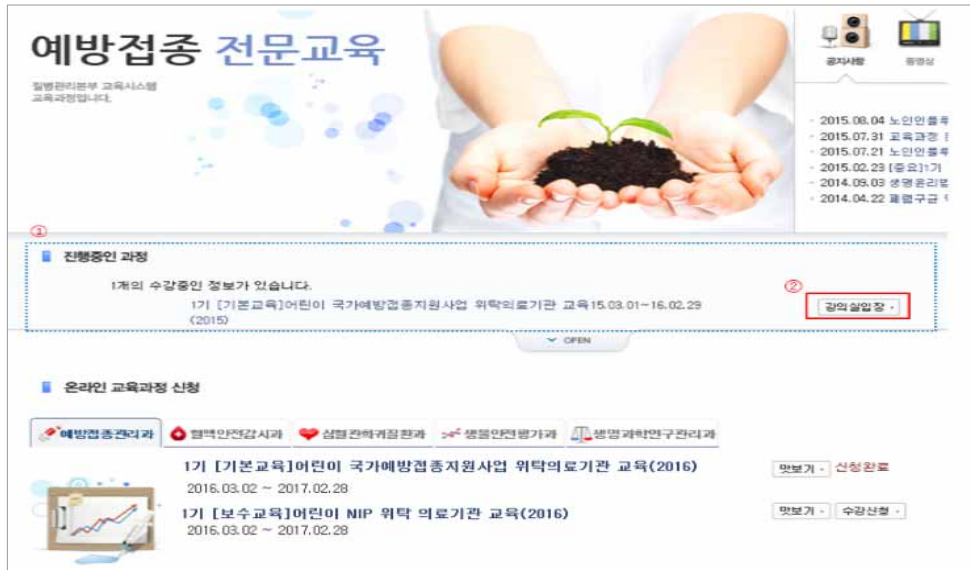 예방접종 전문교육
질병관리본부 교육시스템
교육과정입니다.
공지사항
동영상
2015.08.04 노인인플루
2015.07.31 교육과정
2015.07.21 노인인플루
2015.02.23 [중요]1기
2014.09.03 생명윤리법
2014.04.22 폐렴구균
①
진행중인 과정
1개의 수강중인 정보가 있습니다.
②
1기 [기본교육]어린이 국가예방접종지원사업 위탁의료기관 교육15.03.01~16.02.29
(2015)
강의실입장
OPEN
온라인 교육과정 신청
예방접종관리과
혈액안전감시과
심혈관희귀질환과
생물안전평가과
생명과학연구관리과
1기 [기본교육]어린이 국가예방접종지원사업 위탁의료기관 교육(2016)
맛보기
신청완료
2016.03.02 ~ 2017.02.28
1기 [보수교육]어린이 NIP 위탁 의료기관 교육(2016)
맛보기
수강신청
2016.03.02 ~ 2017.02.28